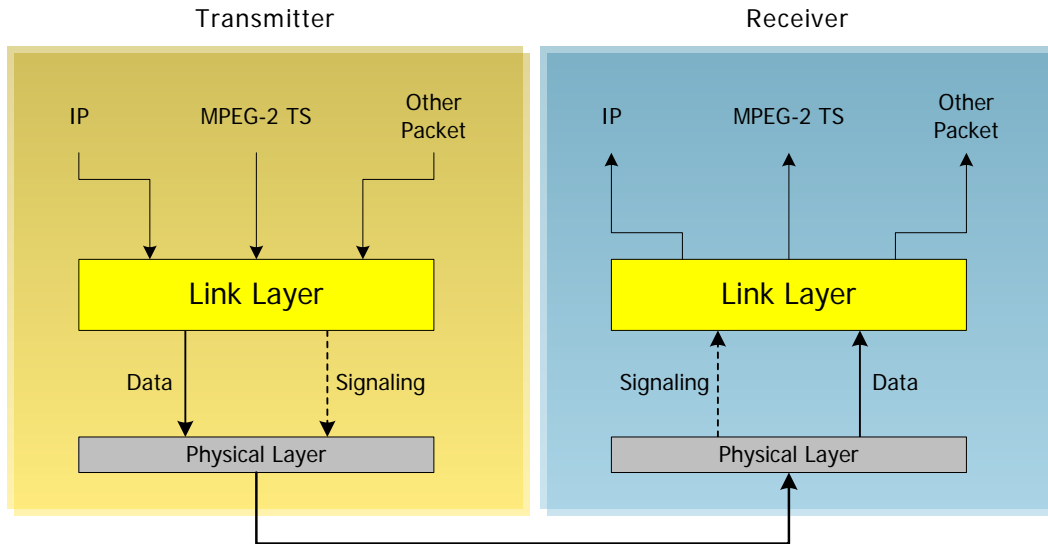 Transmitter
Receiver
IP
MPEG-2 TS
Other
Packet
IP
MPEG-2 TS
Other
Packet
Link Layer
Link Layer
Data
Signaling
Signaling
Data
Physical Layer
Physical Layer